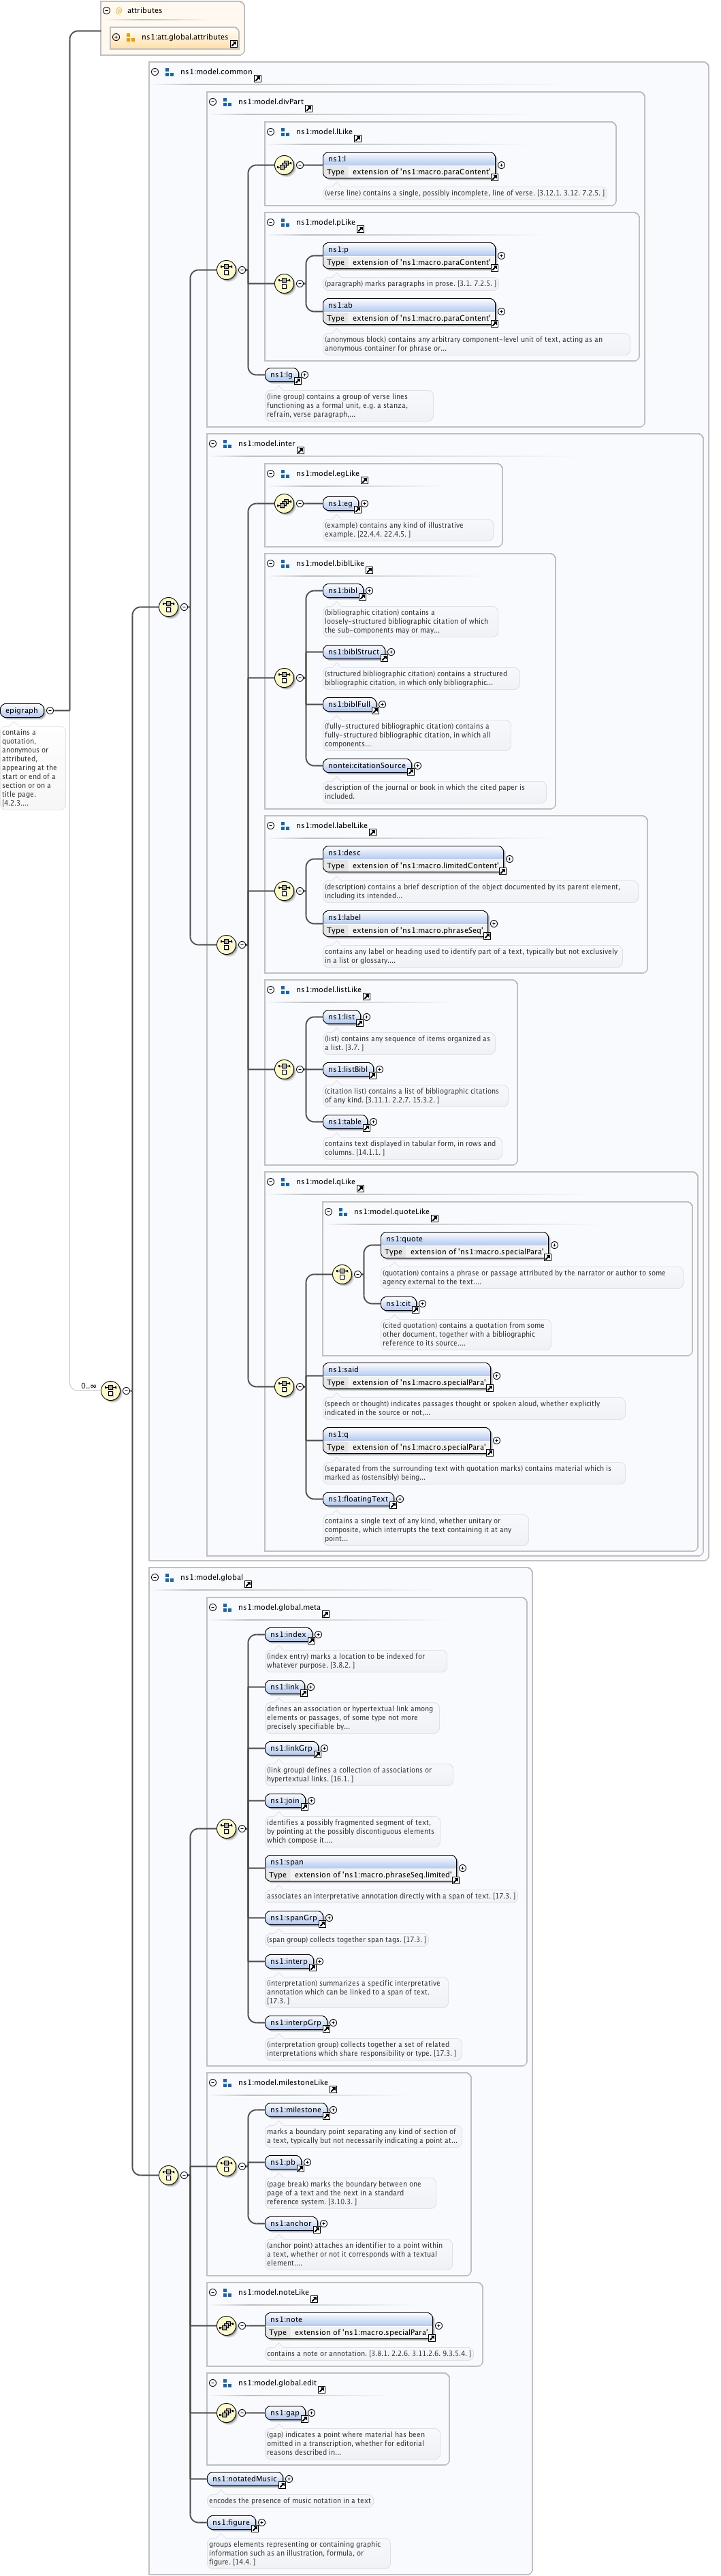 attributes
ns1:att.global.attributes
ns1:model.common
ns1:model.divPart
ns1:model.lLike
ns1:l
Type extension of 'ns1:macro.paraContent'
(verse line) contains a single, possibly incomplete, line of verse. [3.12.1. 3.12. 7.2.5. ]
ns1:model.pLike
ns1:p
Type extension of 'ns1:macro.paraContent'
(paragraph) marks paragraphs in prose. [3.1. 7.2.5. ]
ns1:ab
Type extension of 'ns1:macro.paraContent'
(anonymous block) contains any arbitrary component-level unit of text, acting as an
anonymous container for phrase or...
ns1:lg
(line group) contains a group of verse lines
functioning as a formal unit, e.g. a stanza,
refrain, verse paragraph,...
ns1:model.inter
ns1:model.egLike
ns1:eg
(example) contains any kind of illustrative
example. [22.4.4. 22.4.5. ]
ns1:model.biblLike
ns1:bibl
(bibliographic citation) contains a
loosely-structured bibliographic citation of which
the sub-components may or may...
ns1:biblStruct
(structured bibliographic citation) contains a structured
bibliographic citation, in which only bibliographic...
ns1:biblFull
(fully-structured bibliographic citation) contains a
fully-structured bibliographic citation, in which all
components...
nontei:citationSource
description of the journal or book in which the cited paper is
included.
epigraph
contains a
quotation,
anonymous or
attributed,
appearing at the
start or end of a
section or on a
title page.
[4.2.3....
ns1:model.labelLike
ns1:desc
Type extension of 'ns1:macro.limitedContent'
(description) contains a brief description of the object documented by its parent element,
including its intended...
ns1:label
Type extension of 'ns1:macro.phraseSeq'
contains any label or heading used to identify part of a text, typically but not exclusively
in a list or glossary....
ns1:model.listLike
ns1:list
(list) contains any sequence of items organized as
a list. [3.7. ]
ns1:listBibl
(citation list) contains a list of bibliographic citations
of any kind. [3.11.1. 2.2.7. 15.3.2. ]
ns1:table
contains text displayed in tabular form, in rows and
columns. [14.1.1. ]
ns1:model.qLike
ns1:model.quoteLike
ns1:quote
Type extension of 'ns1:macro.specialPara'
(quotation) contains a phrase or passage attributed by the narrator or author to some
agency external to the text....
ns1:cit
(cited quotation) contains a quotation from some
other document, together with a bibliographic
reference to its source....
0..∞
ns1:said
Type extension of 'ns1:macro.specialPara'
(speech or thought) indicates passages thought or spoken aloud, whether explicitly
indicated in the source or not,...
ns1:q
Type extension of 'ns1:macro.specialPara'
(separated from the surrounding text with quotation marks) contains material which is
marked as (ostensibly) being...
ns1:floatingText
contains a single text of any kind, whether unitary or
composite, which interrupts the text containing it at any
point...
ns1:model.global
ns1:model.global.meta
ns1:index
(index entry) marks a location to be indexed for
whatever purpose. [3.8.2. ]
ns1:link
defines an association or hypertextual link among
elements or passages, of some type not more
precisely specifiable by...
ns1:linkGrp
(link group) defines a collection of associations or
hypertextual links. [16.1. ]
ns1:join
identifies a possibly fragmented segment of text,
by pointing at the possibly discontiguous elements
which compose it....
ns1:span
Type extension of 'ns1:macro.phraseSeq.limited'
associates an interpretative annotation directly with a span of text. [17.3. ]
ns1:spanGrp
(span group) collects together span tags. [17.3. ]
ns1:interp
(interpretation) summarizes a specific interpretative
annotation which can be linked to a span of text.
[17.3. ]
ns1:interpGrp
(interpretation group) collects together a set of related
interpretations which share responsibility or type. [17.3. ]
ns1:model.milestoneLike
ns1:milestone
marks a boundary point separating any kind of section of
a text, typically but not necessarily indicating a point at...
ns1:pb
(page break) marks the boundary between one
page of a text and the next in a standard
reference system. [3.10.3. ]
ns1:anchor
(anchor point) attaches an identifier to a point within
a text, whether or not it corresponds with a textual
element....
ns1:model.noteLike
ns1:note
Type extension of 'ns1:macro.specialPara'
contains a note or annotation. [3.8.1. 2.2.6. 3.11.2.6. 9.3.5.4. ]
ns1:model.global.edit
ns1:gap
(gap) indicates a point where material has been
omitted in a transcription, whether for editorial
reasons described in...
ns1:notatedMusic
encodes the presence of music notation in a text
ns1:figure
groups elements representing or containing graphic
information such as an illustration, formula, or
figure. [14.4. ]